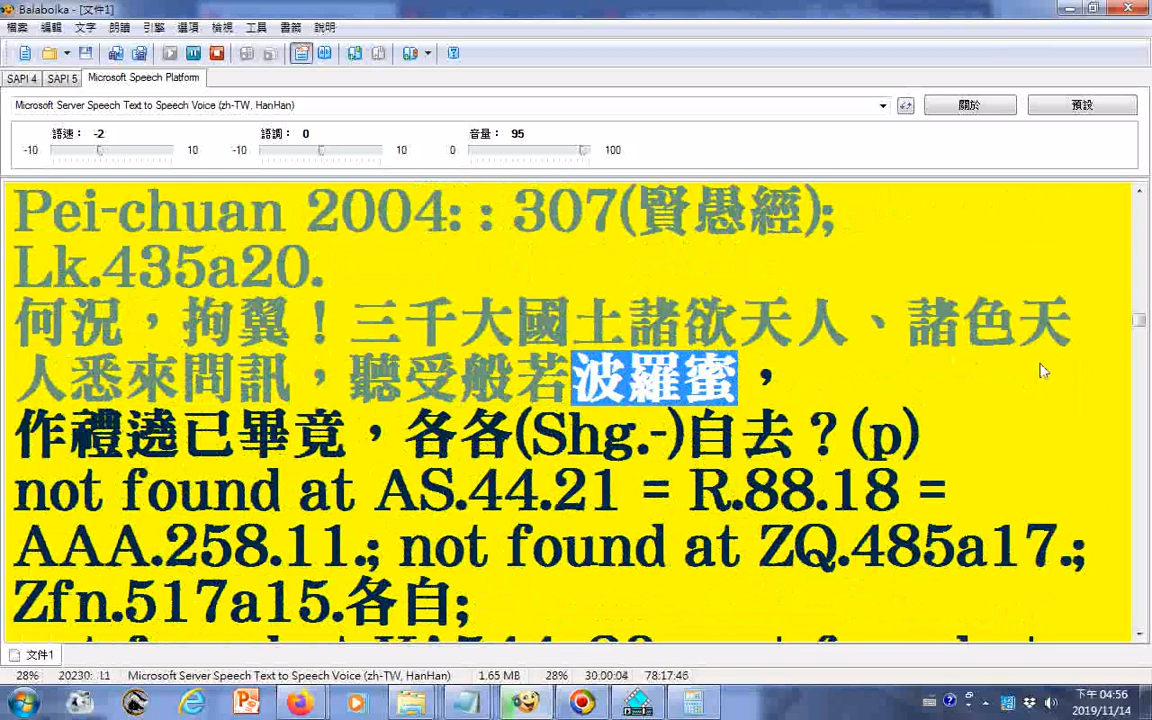 Balabolka - [文件1]
檔案 編輯 文字 朗讀 引擎 選項 檢視 工具 書籤 說明
SAPI 4 SAPI 5 Microsoft Speech Platform
Microsoft Server Speech Text to Speech Voice (zh-TW, HanHan) 關於 預設
語速： -2 語調： 0 音量： 95
-10 10 -10 10 0 100
Pei-chuan 2004: : 307(賢愚經);
Lk.435a20.
何況，拘翼！三千大國土諸欲天人、諸色天
人悉來問訊，聽受般若波羅蜜，
作禮遶已畢竟，各各(Shg.-)自去？(p)
not found at AS.44.21 = R.88.18 =
AAA.258.11.; not found at ZQ.485a17.;
Zfn.517a15.各自;
文件1
28% 20230: 11 Microsoft Server Speech Text to Speech Voice (zh-TW, HanHan) 1.65 MB 28% 30:00:04 78:17:46
下午 04:56
2019/11/14